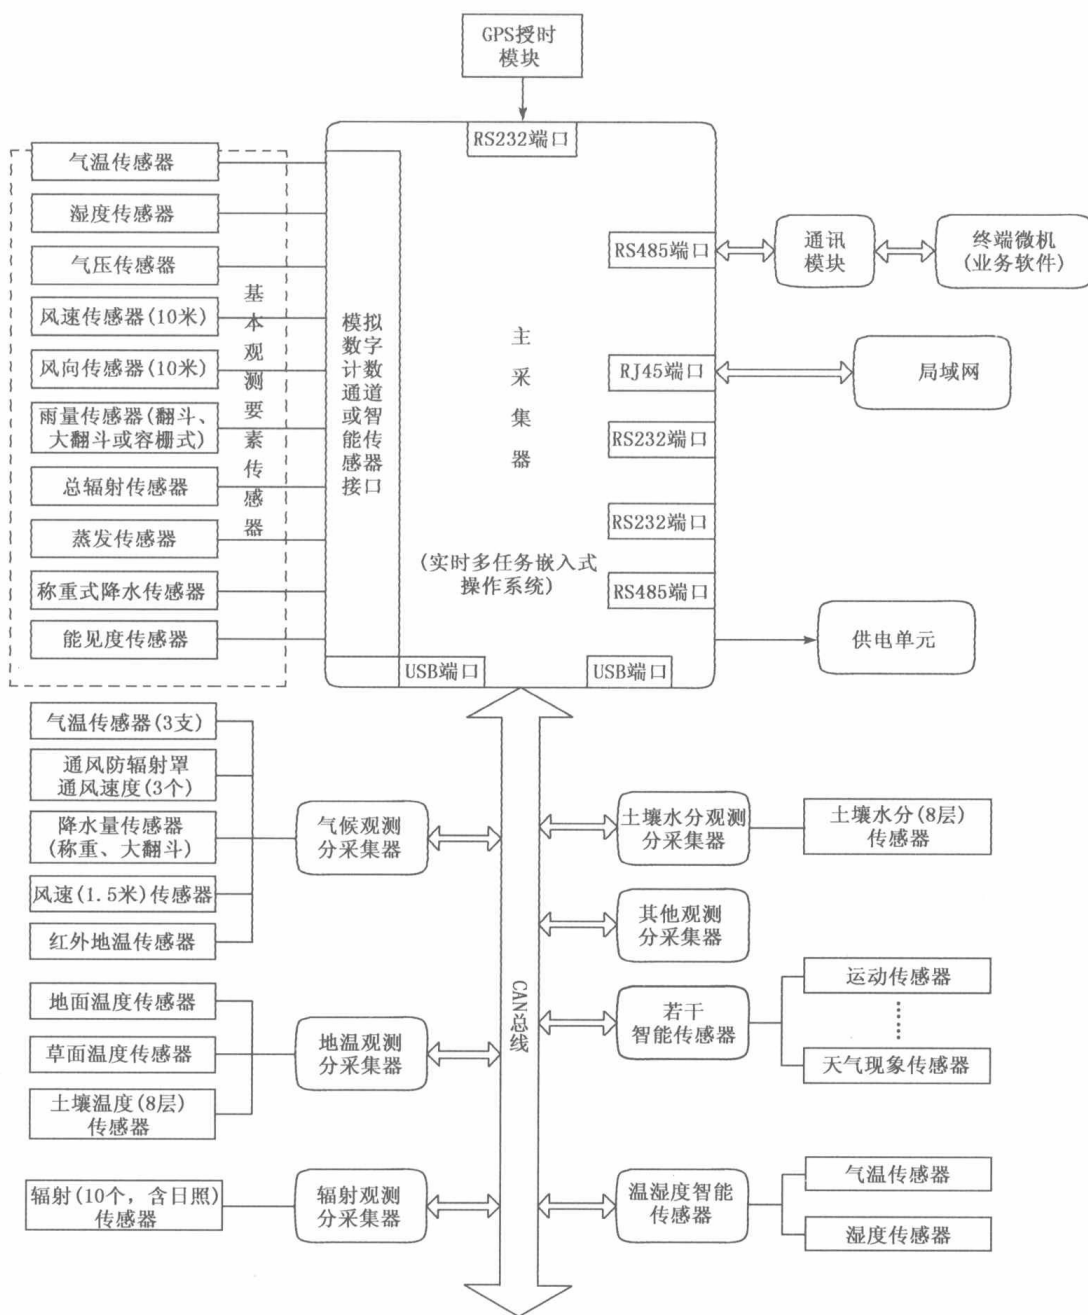 GPS授时
模块
RS232端口
气温传感器
湿度传感器
气压传感器
风速传感器(10米)
风向传感器(10米)
雨量传感器(翻斗、
大翻斗或容栅式)
总辐射传感器
蒸发传感器
称重式降水传感器
能见度传感器
基本观测要素传感器
模拟
数字
计数
通道
或智
能传
感器
接口
主采集器
(实时多任务嵌入式
操作系统)
RS485端口
RJ45端口
RS232端口
RS232端口
RS485端口
USB端口
USB端口
通讯
模块
终端微机
(业务软件)
局域网
供电单元
气温传感器(3支)
通风防辐射罩
通风速度(3个)
降水量传感器
(称重、大翻斗)
风速(1.5米)传感器
红外地温传感器
气候观测
分采集器
地面温度传感器
草面温度传感器
土壤温度(8层)
传感器
地温观测
分采集器
辐射(10个，含日照)
传感器
辐射观测
分采集器
CAN总线
土壤水分观测
分采集器
土壤水分(8层)
传感器
其他观测
分采集器
若干
智能传感器
运动传感器
天气现象传感器
温湿度智能
传感器
气温传感器
湿度传感器